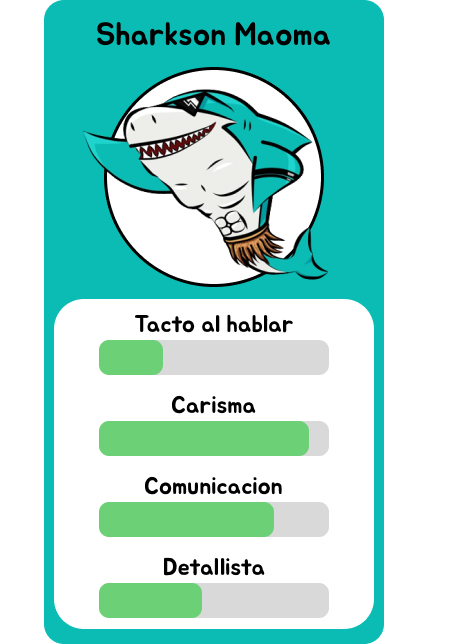 Sharkson Maoma
Tacto al hablar
Carisma
Comunicacion
Detallista